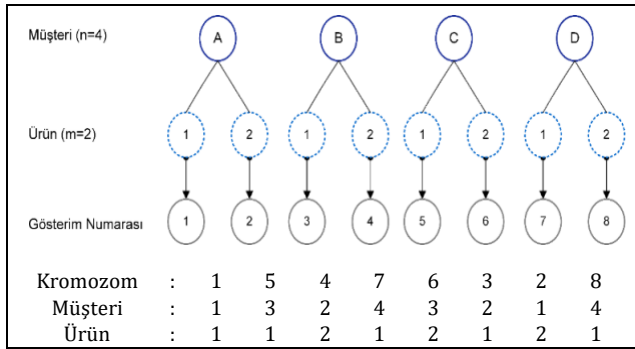 Müşteri (n=4) A B C D
Ürün (m=2) 1 2 1 2 1 2 1 2
Gösterim Numarası 1 2 3 4 5 6 7 8
Kromozom : 1 5 4 7 6 3 2 8
Müşteri : 1 3 2 4 3 2 1 4
Ürün : 1 1 2 1 2 1 2 1